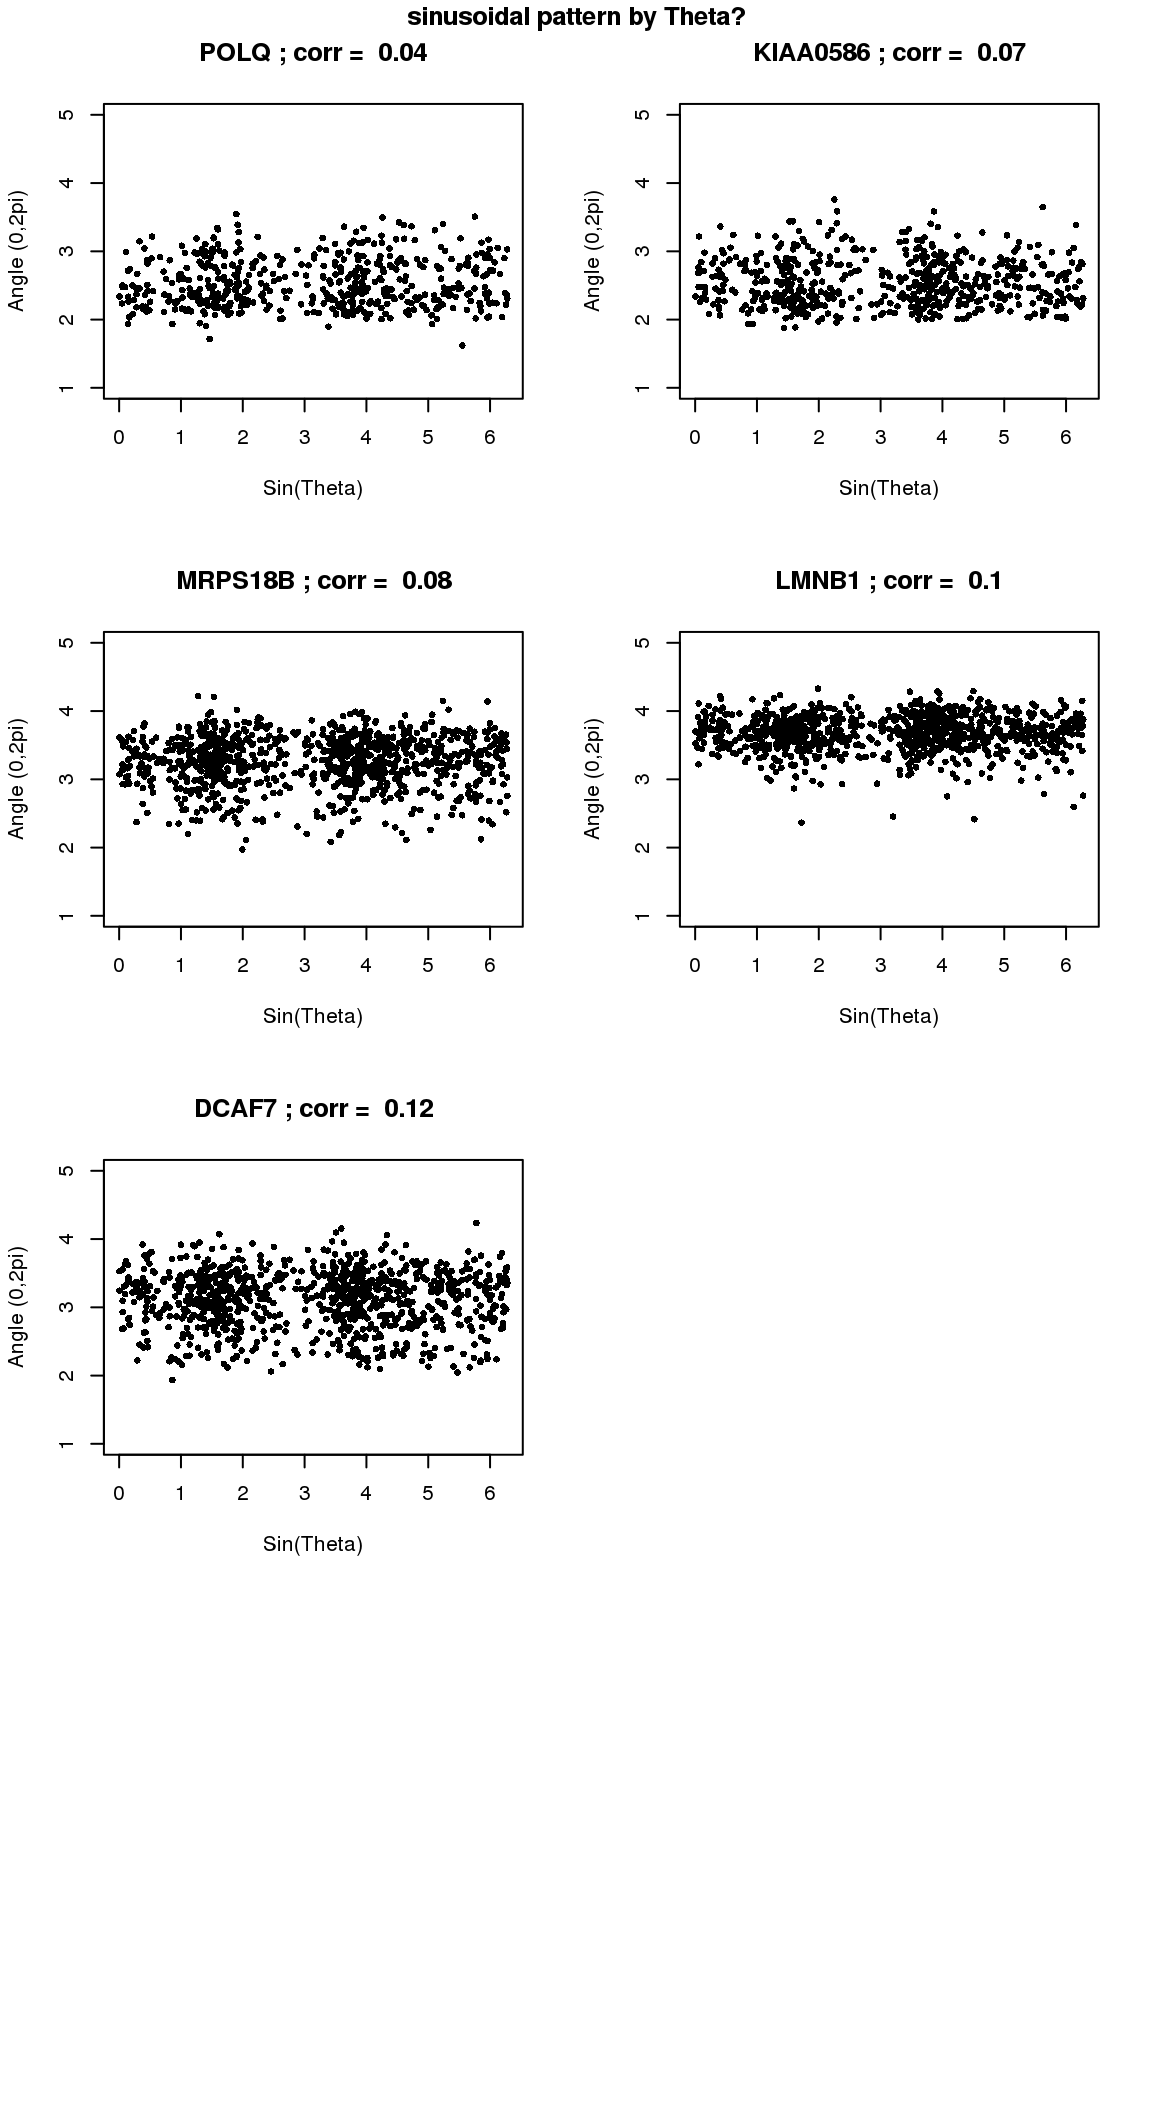 sinusoidal pattern by Theta?
POLQ ; corr = 0.04
Angle (0,2pi)
5
4
3
2
1
0 1 2 3 4 5 6
Sin(Theta)
KIAA0586 ; corr = 0.07
Angle (0,2pi)
5
4
3
2
1
0 1 2 3 4 5 6
Sin(Theta)
MRPS18B ; corr = 0.08
Angle (0,2pi)
5
4
3
2
1
0 1 2 3 4 5 6
Sin(Theta)
LMNB1 ; corr = 0.1
Angle (0,2pi)
5
4
3
2
1
0 1 2 3 4 5 6
Sin(Theta)
DCAF7 ; corr = 0.12
Angle (0,2pi)
5
4
3
2
1
0 1 2 3 4 5 6
Sin(Theta)